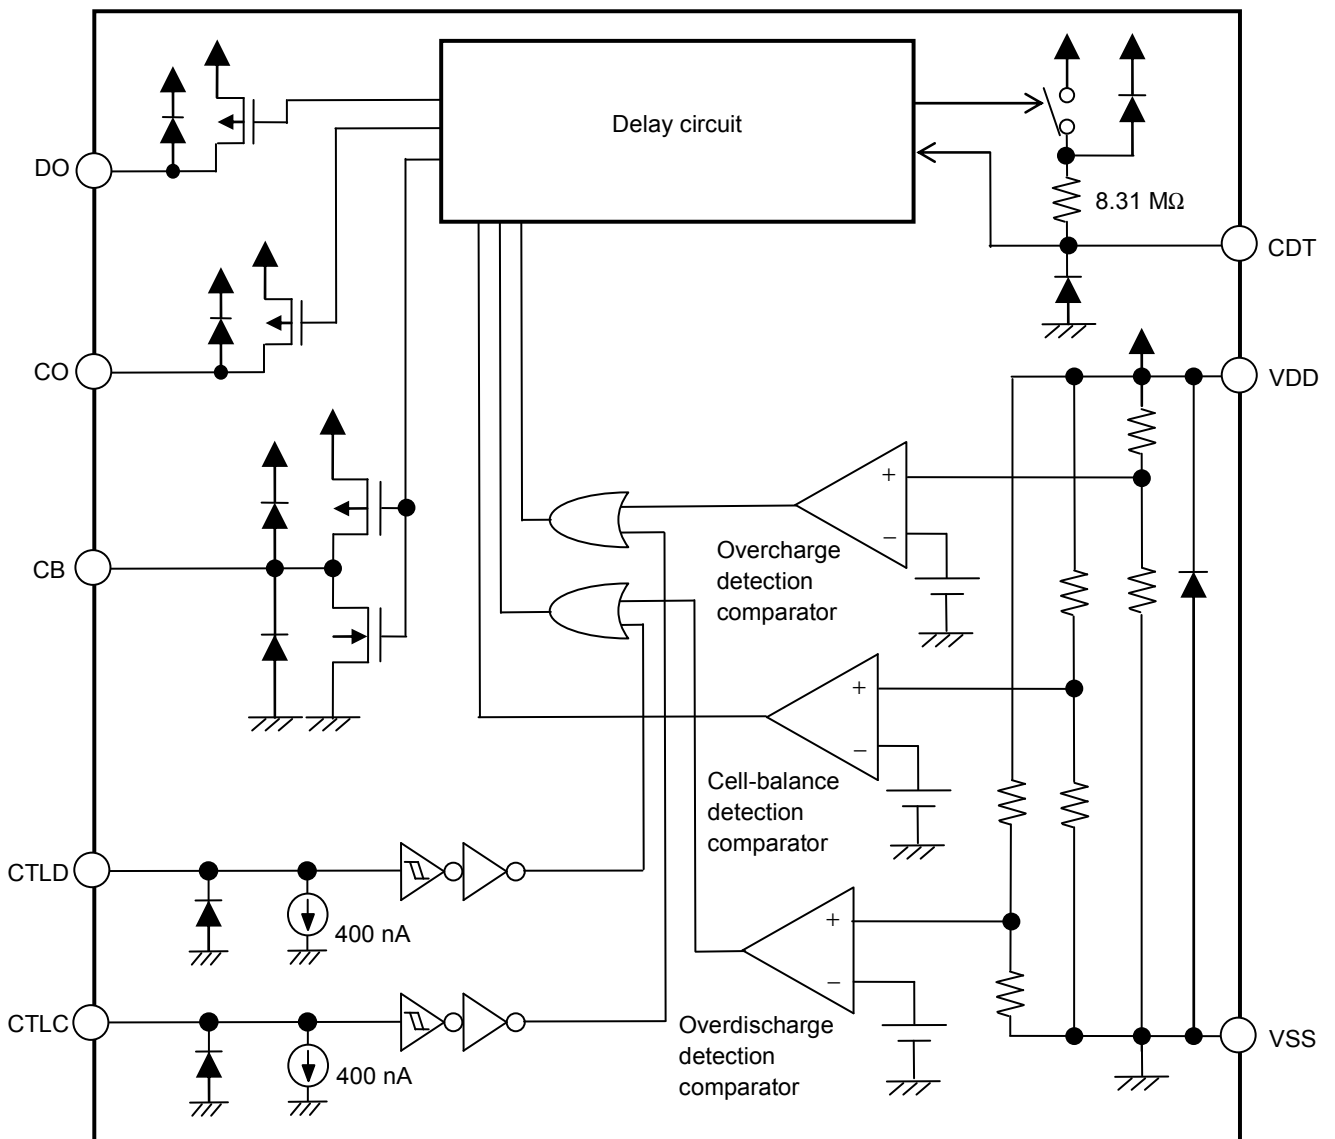 Delay circuit
DO
8.31 MΩ
CDT
CO
VDD
+
−
Overcharge
detection
comparator
CB
+
−
Cell-balance
detection
comparator
CTLD
400 nA
+
−
Overdischarge
detection
comparator
CTLC
400 nA
VSS